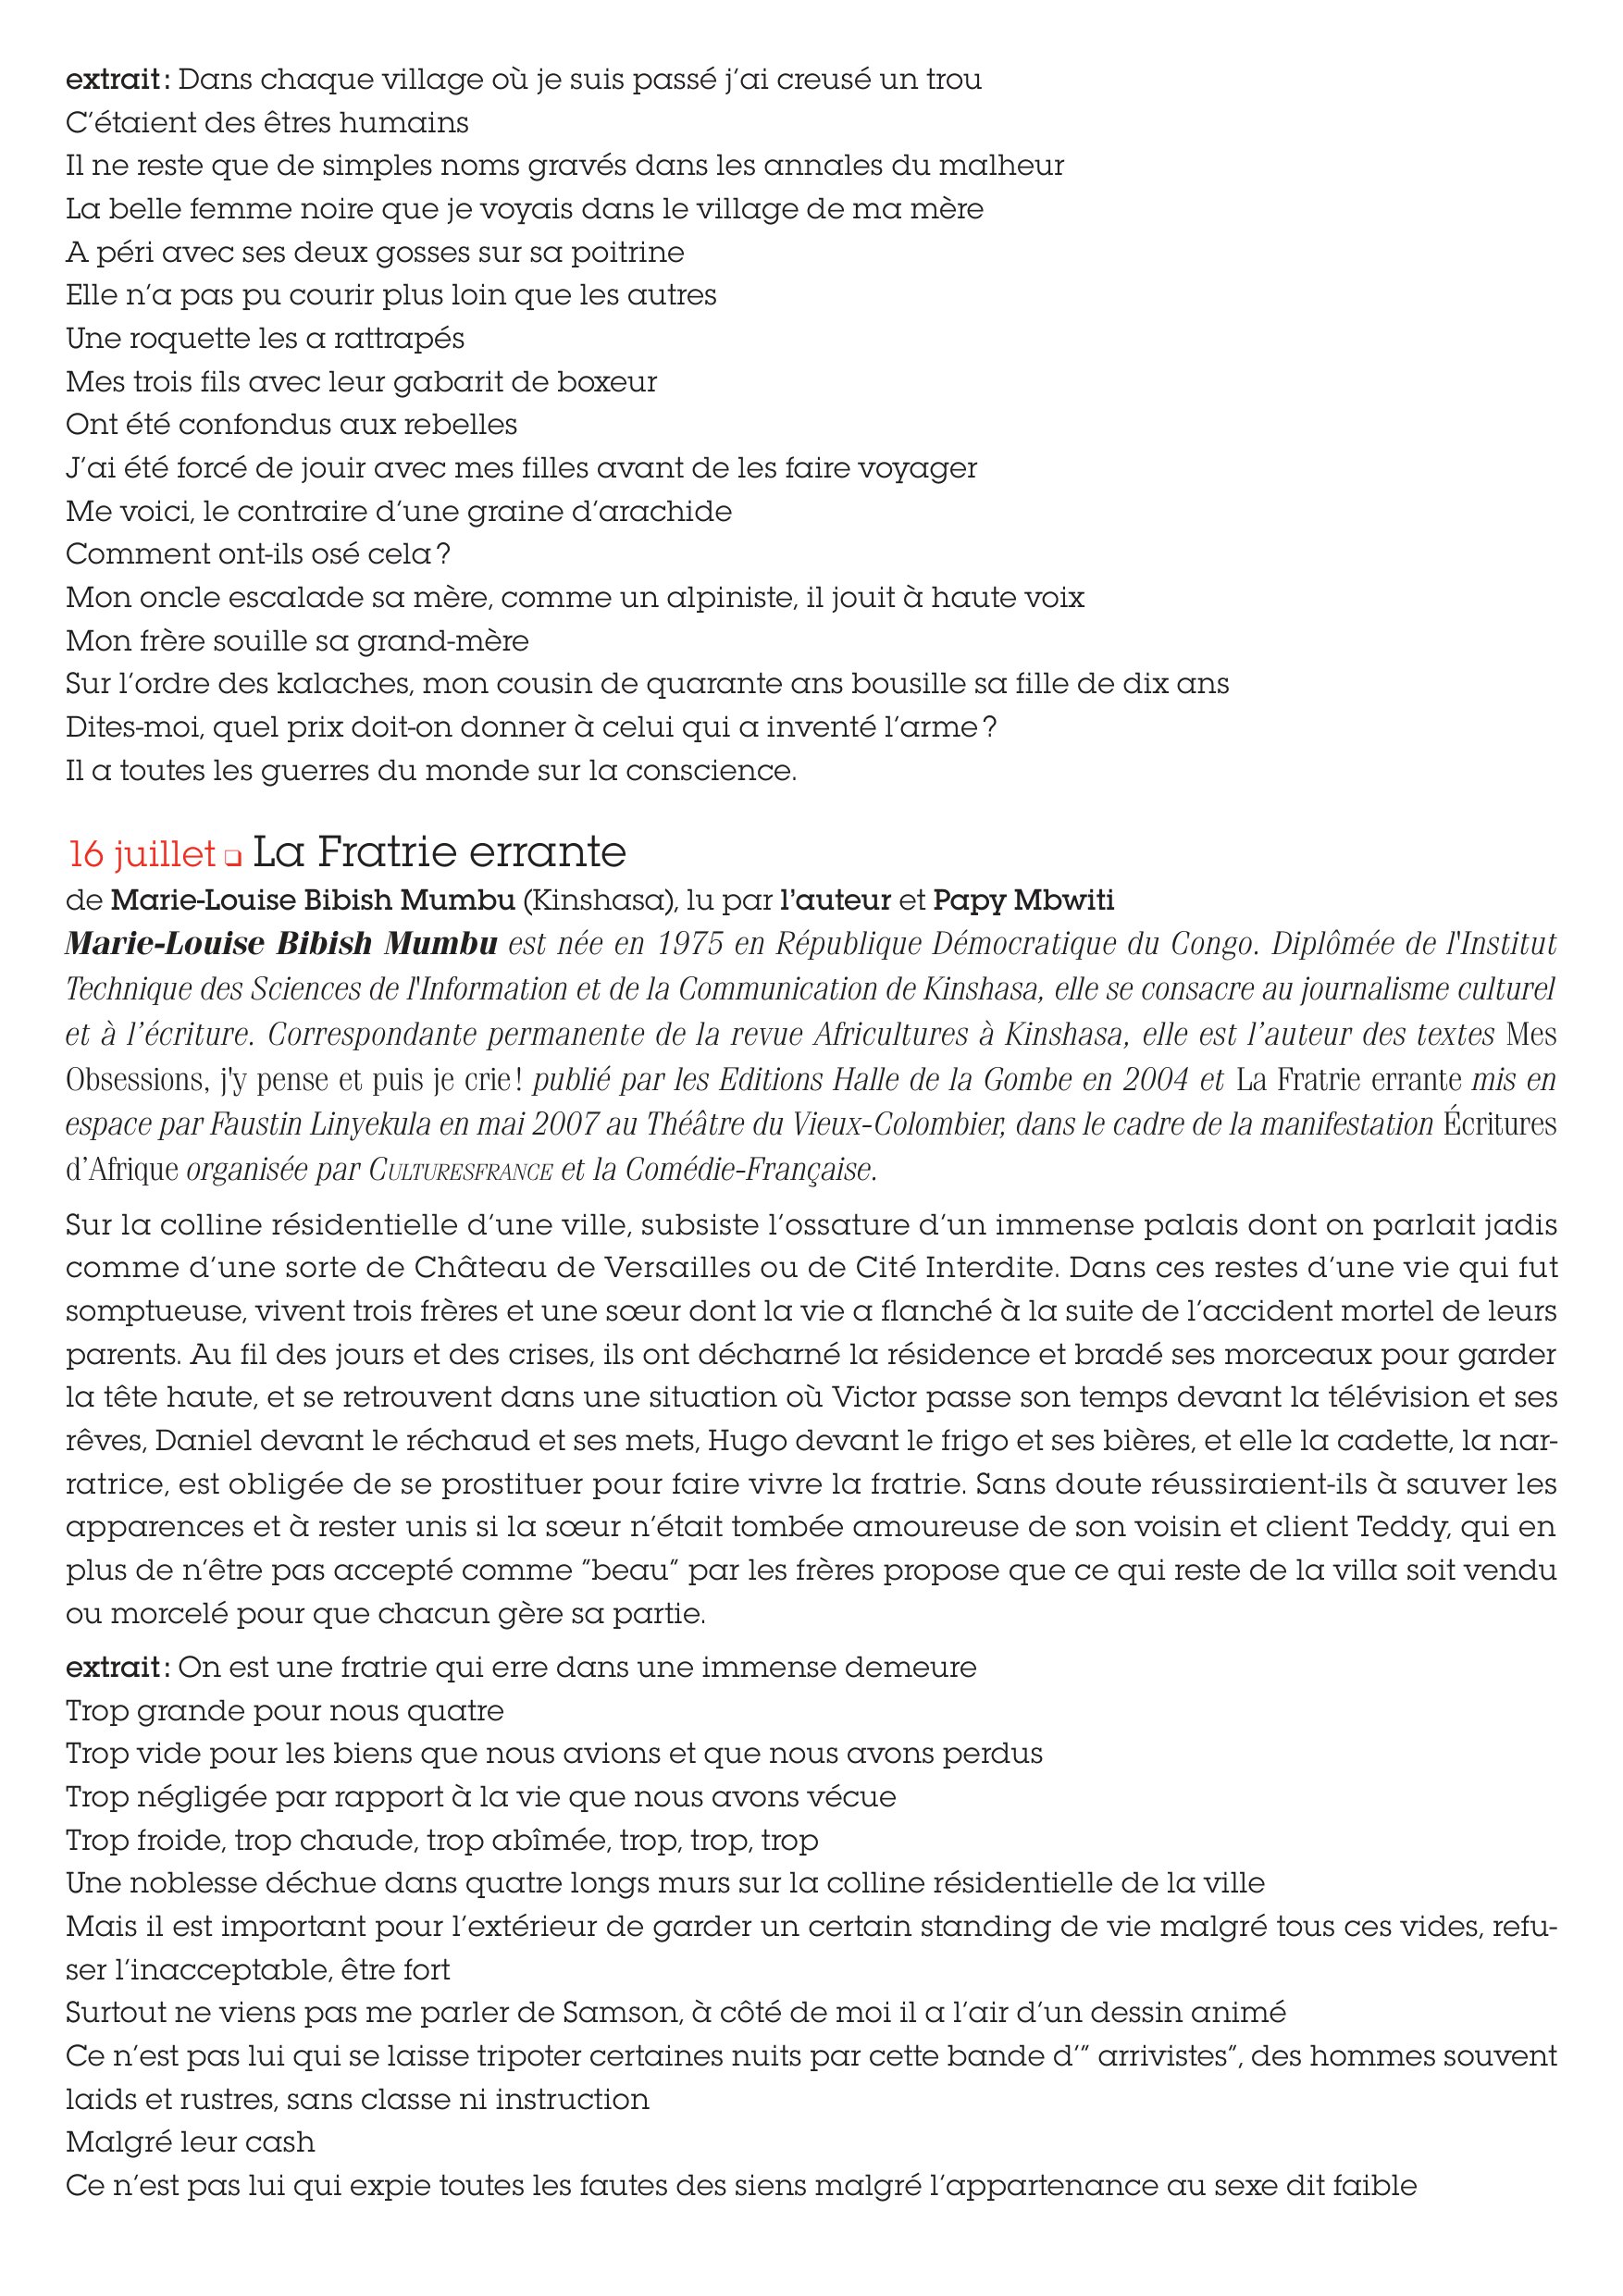 extrait : Dans chaque village où je suis passé j’ai creusé un trou
C’étaient des êtres humains
Il ne reste que de simples noms gravés dans les annales du malheur
La belle femme noire que je voyais dans le village de ma mère
A péri avec ses deux gosses sur sa poitrine
Elle n’a pas pu courir plus loin que les autres
Une roquette les a rattrapés
Mes trois fils avec leur gabarit de boxeur
Ont été confondus aux rebelles
J’ai été forcé de jouir avec mes filles avant de les faire voyager
Me voici, le contraire d’une graine d’arachide
Comment ont-ils osé cela ?
Mon oncle escalade sa mère, comme un alpiniste, il jouit à haute voix
Mon frère souille sa grand-mère
Sur l’ordre des kalaches, mon cousin de quarante ans bousille sa fille de dix ans
Dites-moi, quel prix doit-on donner à celui qui a inventé l’arme ?
Il a toutes les guerres du monde sur la conscience.
16 juillet ❑ La Fratrie errante
de Marie-Louise Bibish Mumbu (Kinshasa), lu par l’auteur et Papy Mbwiti
Marie-Louise Bibish Mumbu est née en 1975 en République Démocratique du Congo. Diplômée de l'Institut
Technique des Sciences de l'Information et de la Communication de Kinshasa, elle se consacre au journalisme culturel
et à l’écriture. Correspondante permanente de la revue Africultures à Kinshasa, elle est l’auteur des textes Mes
Obsessions, j'y pense et puis je crie ! publié par les Editions Halle de la Gombe en 2004 et La Fratrie errante mis en
espace par Faustin Linyekula en mai 2007 au Théâtre du Vieux-Colombier, dans le cadre de la manifestation Écritures
d’Afrique organisée par CULTURESFRANCE et la Comédie-Française.
Sur la colline résidentielle d’une ville, subsiste l’ossature d’un immense palais dont on parlait jadis
comme d’une sorte de Château de Versailles ou de Cité Interdite. Dans ces restes d’une vie qui fut
somptueuse, vivent trois frères et une sœur dont la vie a flanché à la suite de l’accident mortel de leurs
parents. Au fil des jours et des crises, ils ont décharné la résidence et bradé ses morceaux pour garder
la tête haute, et se retrouvent dans une situation où Victor passe son temps devant la télévision et ses
rêves, Daniel devant le réchaud et ses mets, Hugo devant le frigo et ses bières, et elle la cadette, la nar-
ratrice, est obligée de se prostituer pour faire vivre la fratrie. Sans doute réussiraient-ils à sauver les
apparences et à rester unis si la sœur n’était tombée amoureuse de son voisin et client Teddy, qui en
plus de n’être pas accepté comme ”beau” par les frères propose que ce qui reste de la villa soit vendu
ou morcelé pour que chacun gère sa partie.
extrait : On est une fratrie qui erre dans une immense demeure
Trop grande pour nous quatre
Trop vide pour les biens que nous avions et que nous avons perdus
Trop négligée par rapport à la vie que nous avons vécue
Trop froide, trop chaude, trop abîmée, trop, trop, trop
Une noblesse déchue dans quatre longs murs sur la colline résidentielle de la ville
Mais il est important pour l’extérieur de garder un certain standing de vie malgré tous ces vides, refu-
ser l’inacceptable, être fort
Surtout ne viens pas me parler de Samson, à côté de moi il a l’air d’un dessin animé
Ce n’est pas lui qui se laisse tripoter certaines nuits par cette bande d’” arrivistes”, des hommes souvent
laids et rustres, sans classe ni instruction
Malgré leur cash
Ce n’est pas lui qui expie toutes les fautes des siens malgré l’appartenance au sexe dit faible